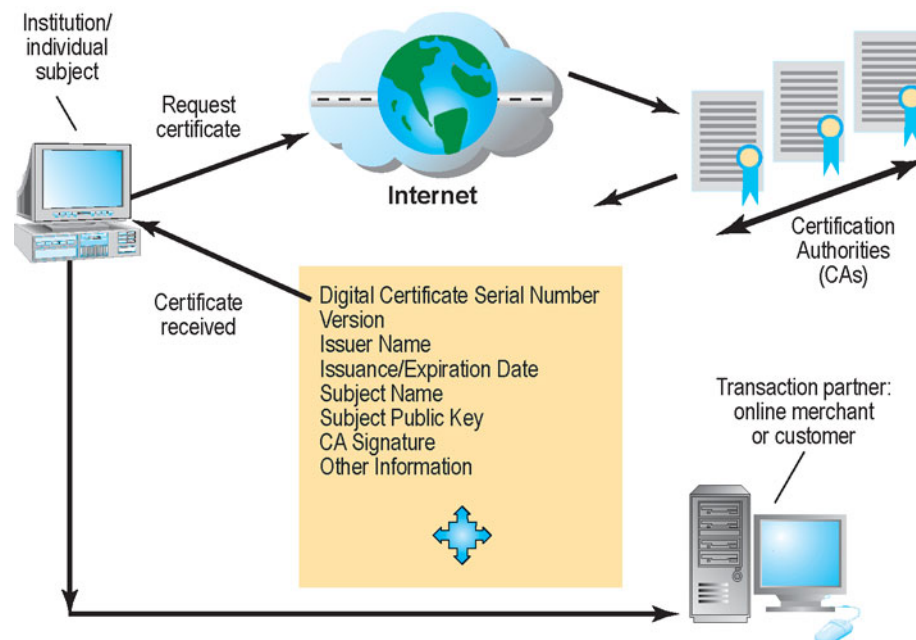 Institution/
individual
subject
Request
certificate
Internet
Certification
Authorities
(CAs)
Certificate
received
Digital Certificate Serial Number
Version
Issuer Name
Issuance/Expiration Date
Subject Name
Subject Public Key
CA Signature
Other Information
Transaction partner:
online merchant
or customer